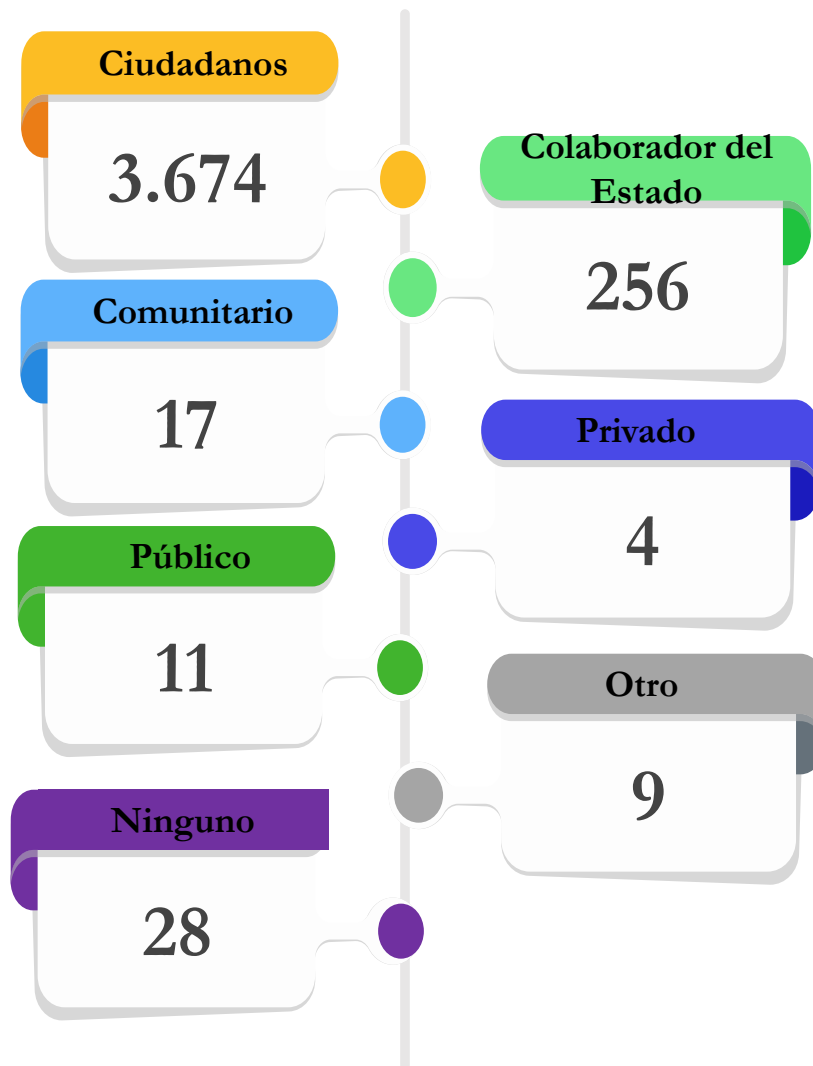 Ciudadanos
3.674
Colaborador del
Estado
256
Comunitario
17
Privado
4
Público
11
Otro
9
Ninguno
28